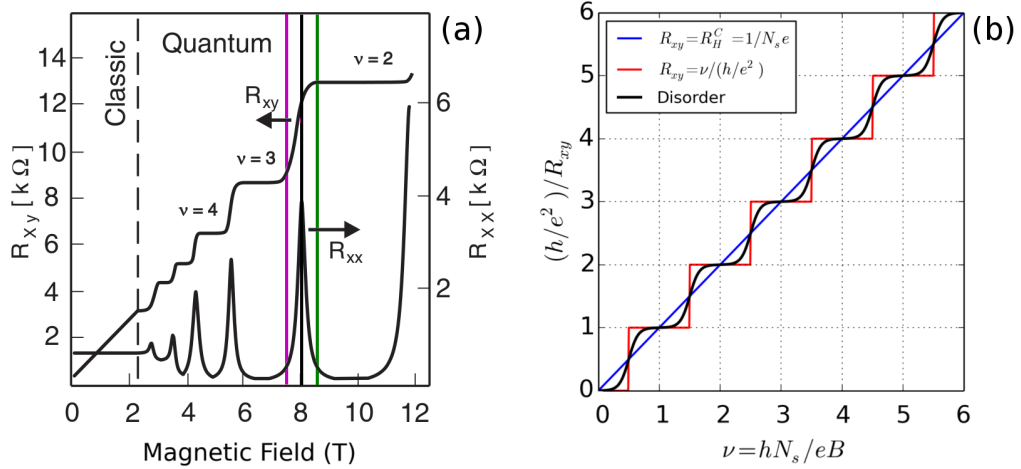 (a)
Classic
Quantum
ν = 2
R_xy
ν = 3
ν = 4
R_xx
14
12
10
8
6
4
2
R_xy [k Ω]
6
4
2
R_xx [k Ω]
0 2 4 6 8 10 12
Magnetic Field (T)
(b)
R_xy=R_H^C =1/N_s e
R_xy=ν/(h/e² )
Disorder
6
5
4
3
2
1
0
(h/e² )/R_xy
0 1 2 3 4 5 6
ν=hN_s/eB